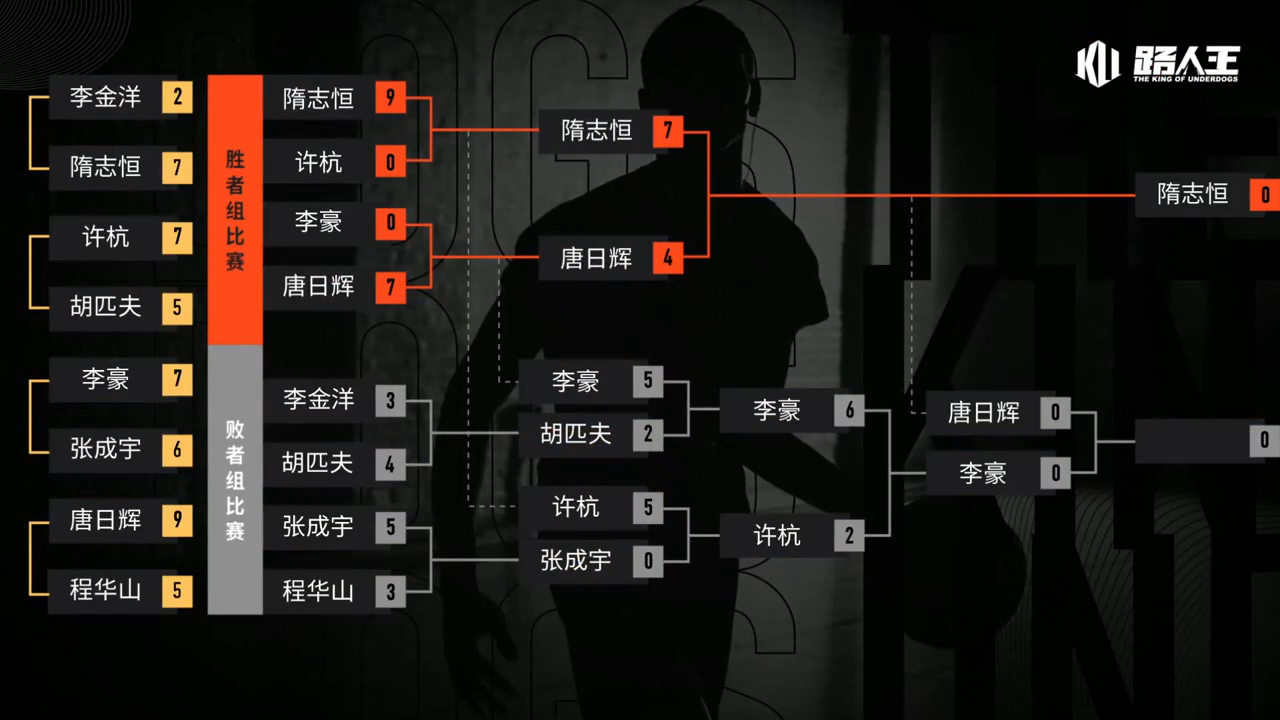 路人王
THE KING OF UNDERDOGS
李金洋 2
隋志恒 7
许杭 7
胡匹夫 5
李豪 7
张成宇 6
唐日辉 9
程华山 5
胜者组比赛
败者组比赛
隋志恒 9
许杭 0
李豪 0
唐日辉 7
李金洋 3
胡匹夫 4
张成宇 5
程华山 3
隋志恒 7
唐日辉 4
李豪 5
胡匹夫 2
许杭 5
张成宇 0
李豪 6
许杭 2
唐日辉 0
李豪 0
隋志恒 0
0